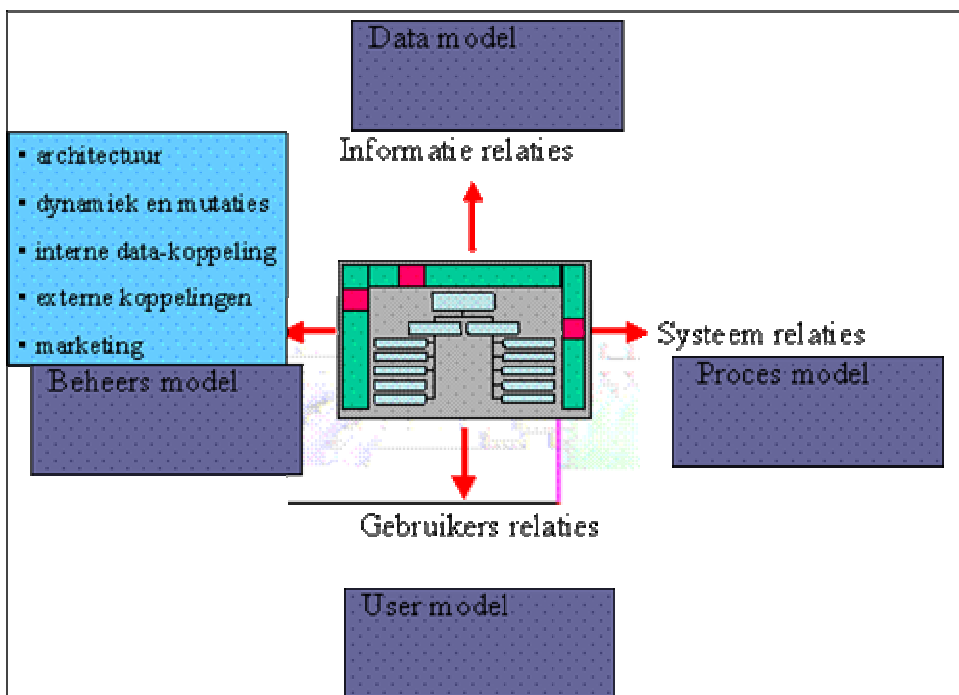 Data model
Informatie relaties
▪ architectuur
▪ dynamiek en mutaties
▪ interne data-koppeling
▪ externe koppelingen
▪ marketing
Beheers model
Systeem relaties
Proces model
Gebruikers relaties
User model